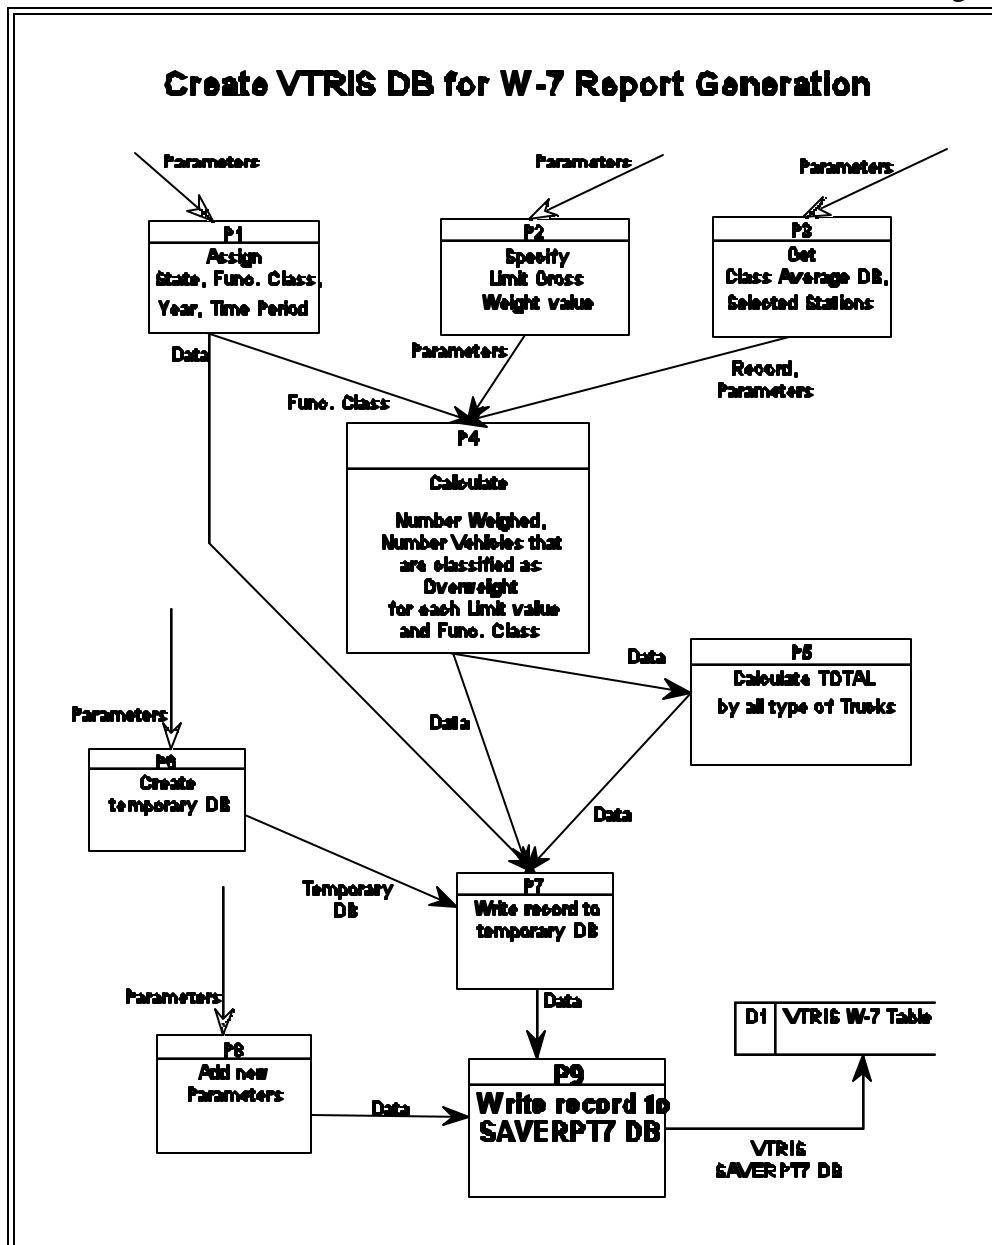 Create VTRIS DB for W-7 Report Generation
Parameters
Parameters
Parameters
P1
Assign
State, Func. Class,
Year, Time Period
P2
Specify
Limit Gross
Weight value
P3
Get
Class Average DB,
Selected Stations
Data
Parameters
Record,
Parameters
Func. Class
P4
Calculate
Number Weighed,
Number Vehicles that
are classified as
Overweight
for each Limit value
and Func. Class
Data
P5
Calculate TOTAL
by all type of Trucks
Parameters
Data
P6
Create
temporary DB
Data
Temporary
DB
P7
Write record to
temporary DB
Parameters
Data
D1
VTRIS W-7 Table
P8
Add new
Parameters
Data
P9
Write record to
SAVERPT7 DB
VTRIS
SAVERPT7 DB